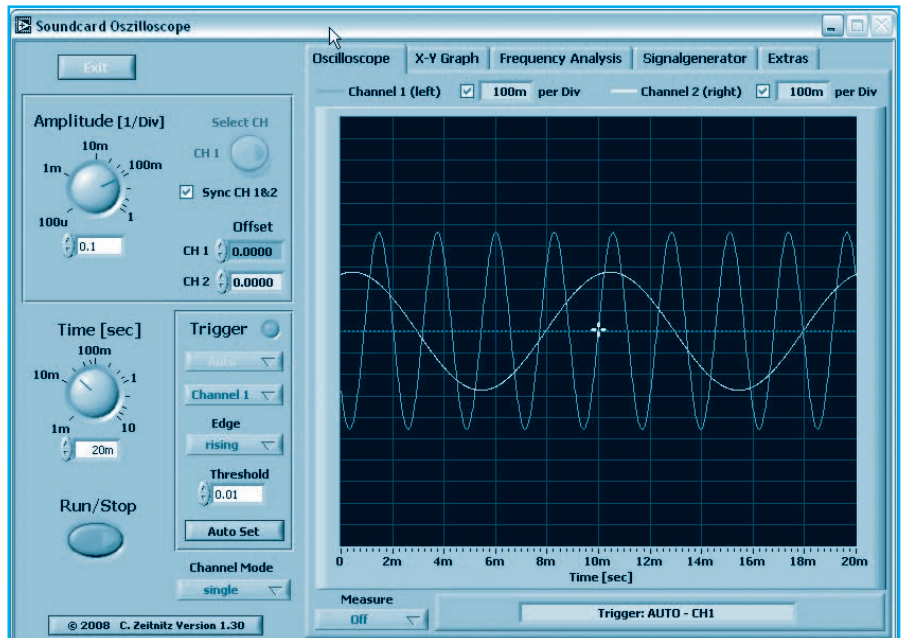 Soundcard Oszilloscope
Exit
Oscilloscope X-Y Graph Frequency Analysis Signalgenerator Extras
Channel 1 (left) 100m per Div Channel 2 (right) 100m per Div
Amplitude [1/Div]
10m
1m 100m
100u 1
0.1
Select CH
CH 1
Sync CH 1&2
Offset
CH 1 0.0000
CH 2 0.0000
Time [sec]
100m
10m 1
1m 10
20m
Run/Stop
Trigger
Auto
Channel 1
Edge
rising
Threshold
0.01
Auto Set
Channel Mode
single
0 2m 4m 6m 8m 10m 12m 14m 16m 18m 20m
Time [sec]
Measure
Off
Trigger: AUTO - CH1
© 2008 C. Zeitnitz Version 1.30